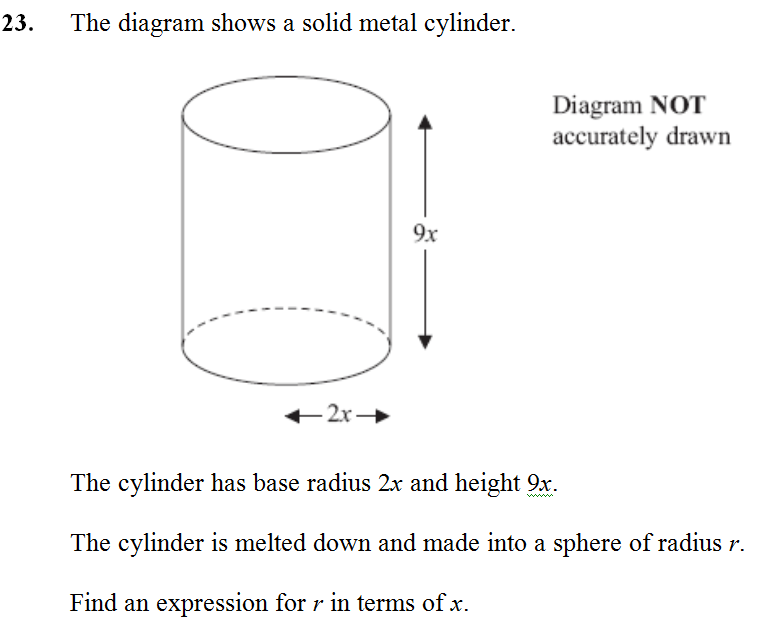 23. The diagram shows a solid metal cylinder.
Diagram NOT
accurately drawn
9x
2x
The cylinder has base radius 2x and height 9x.
The cylinder is melted down and made into a sphere of radius r.
Find an expression for r in terms of x.